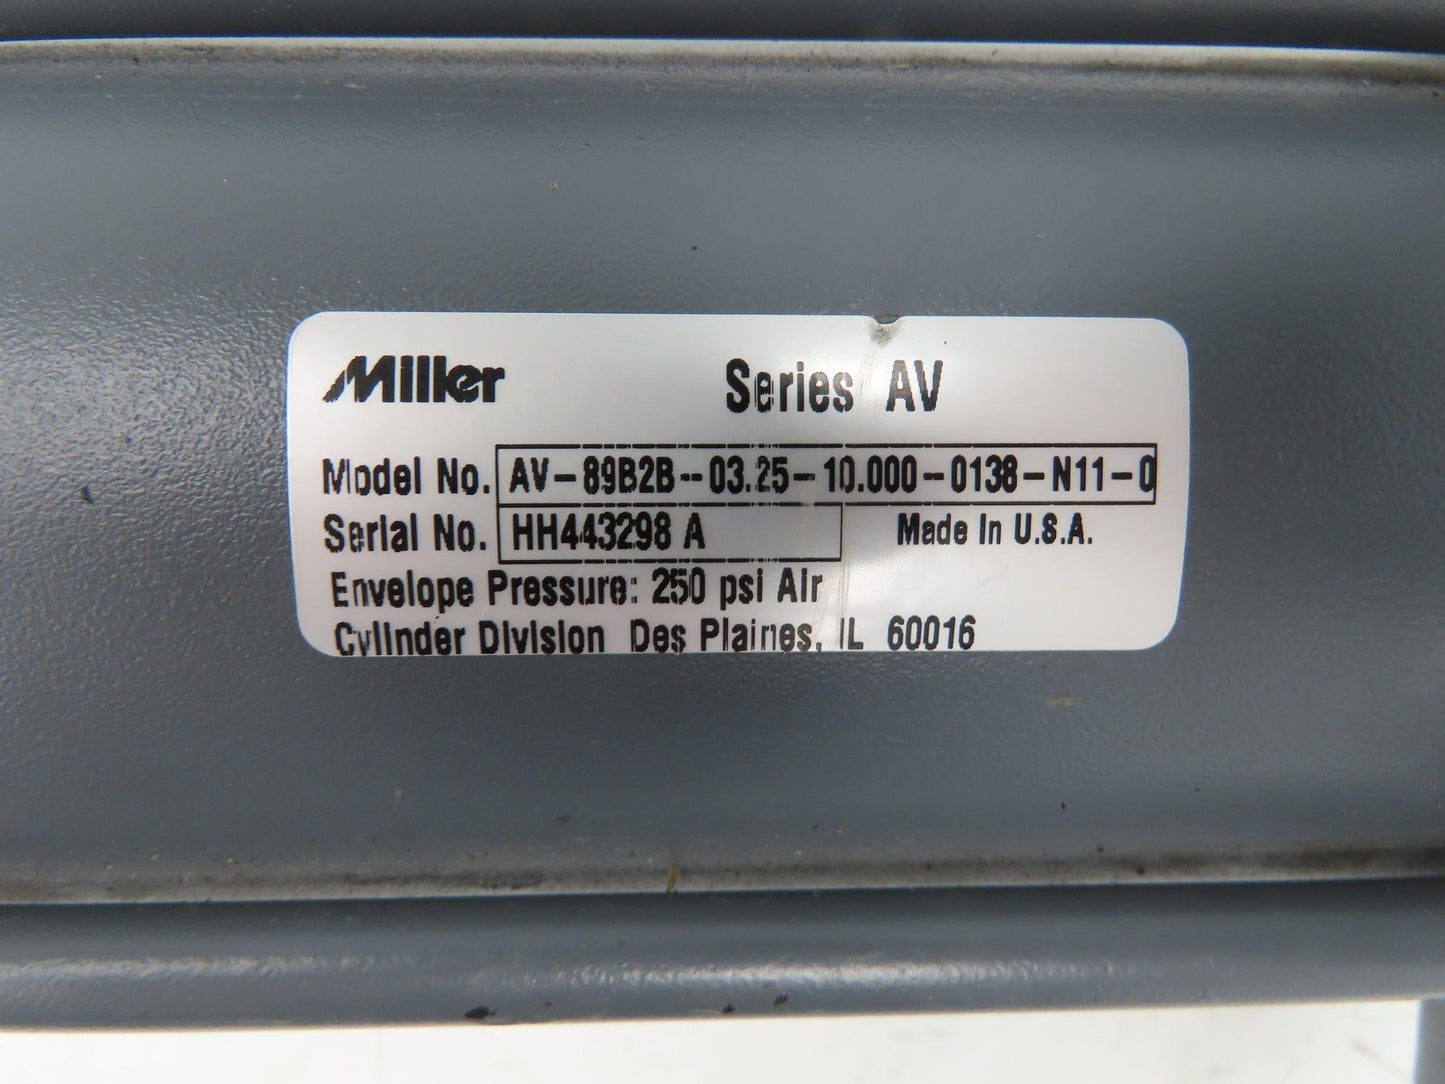 Miller Series AV
Model No. AV-89B2B-03.25-10.000-0138-N11-0
Serial No. HH443298 A Made In U.S.A.
Envelope Pressure: 250 psi Air
Cylinder Division Des Plaines, IL 60016